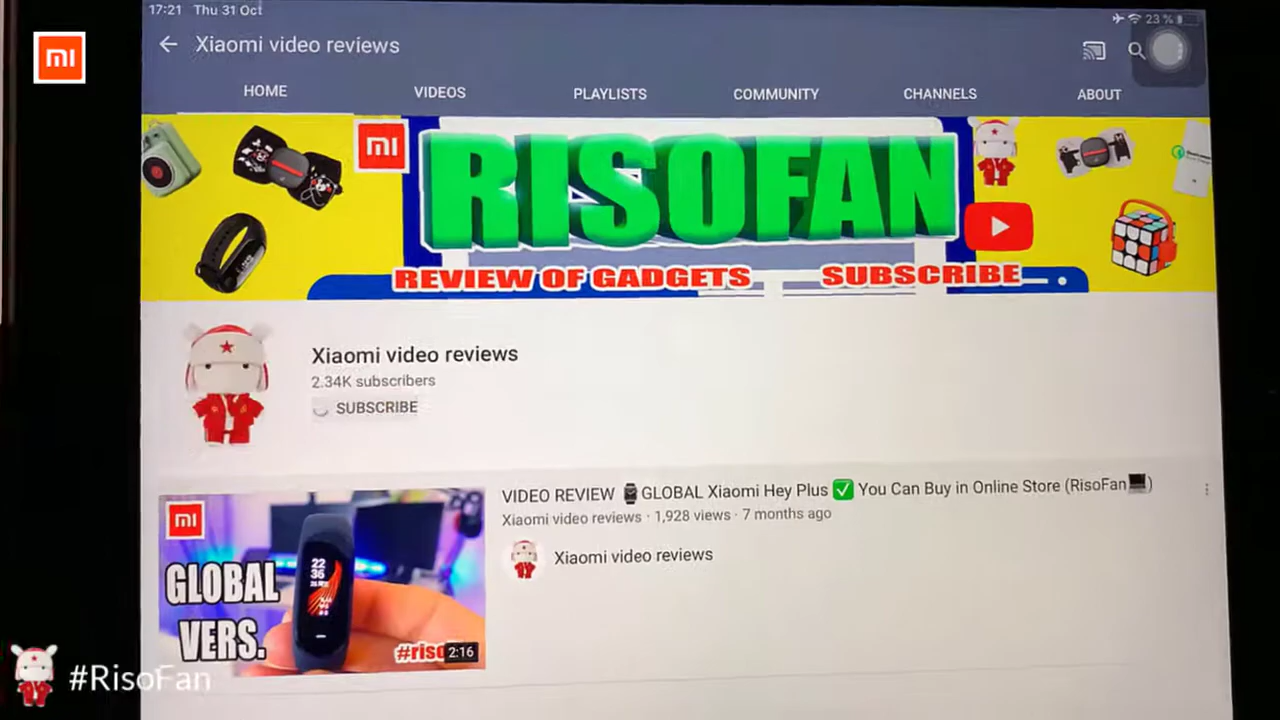 17:21 Thu 31 Oct
23 %
Xiaomi video reviews
HOME VIDEOS PLAYLISTS COMMUNITY CHANNELS ABOUT
RISOFAN
REVIEW OF GADGETS SUBSCRIBE
Xiaomi video reviews
2.34K subscribers
SUBSCRIBE
VIDEO REVIEW ⌚GLOBAL Xiaomi Hey Plus ✅ You Can Buy in Online Store (RisoFan💻)
Xiaomi video reviews · 1,928 views · 7 months ago
Xiaomi video reviews
GLOBAL
VERS.
22
36
#riso
2:16
mi
mi
mi
#RisoFan